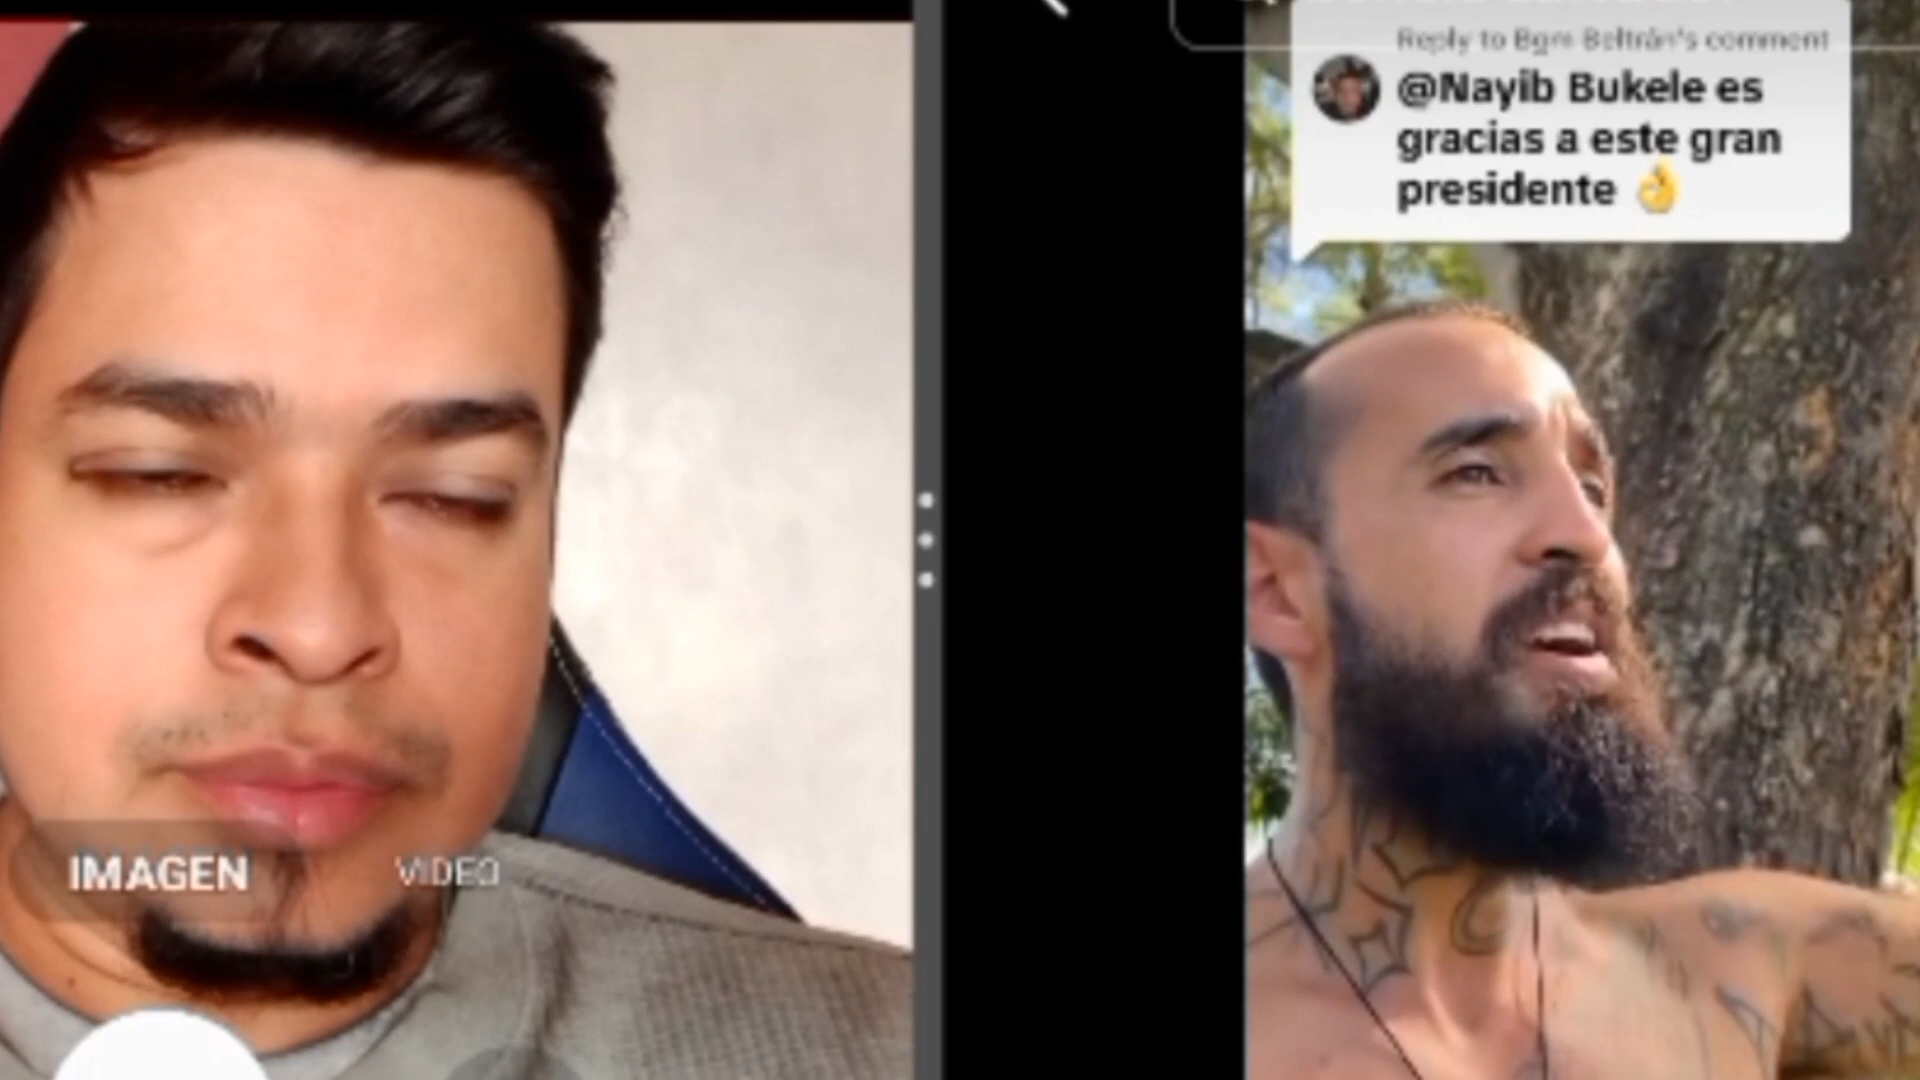 Reply to Bgm Beltrán's comment
@Nayib Bukele es
gracias a este gran
presidente 👌
IMAGEN
VIDEO